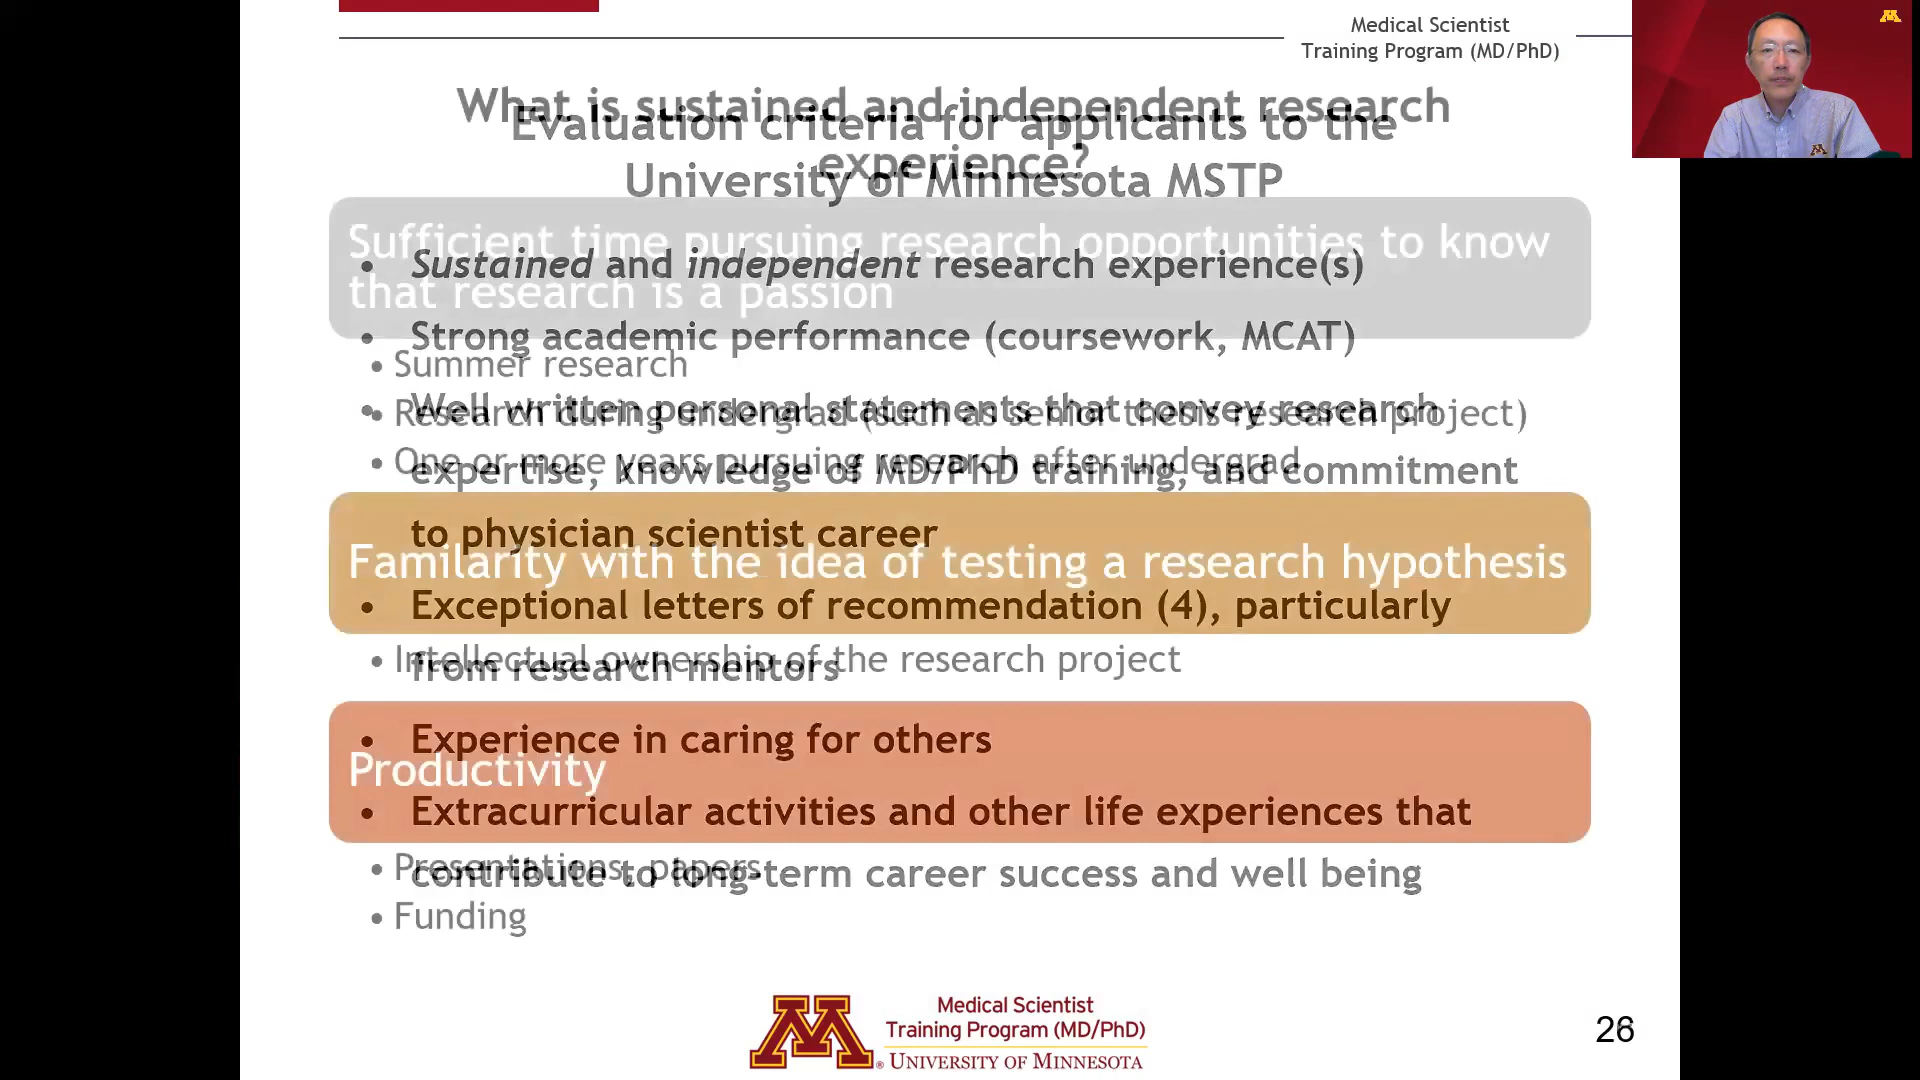 Medical Scientist
Training Program (MD/PhD)
What is sustained and independent research
experience?
Evaluation criteria for applicants to the
University of Minnesota MSTP
Sufficient time pursuing research opportunities to know
that research is a passion
• Summer research
• Research during undergrad (such as senior thesis research project)
• One or more years pursuing research after undergrad
Familarity with the idea of testing a research hypothesis
• Intellectual ownership of the research project
Productivity
• Presentations, papers
• Funding
• Sustained and independent research experience(s)
• Strong academic performance (coursework, MCAT)
• Well written personal statements that convey research
expertise, knowledge of MD/PhD training, and commitment
to physician scientist career
• Exceptional letters of recommendation (4), particularly
from research mentors
• Experience in caring for others
• Extracurricular activities and other life experiences that
contribute to long-term career success and well being
M
Medical Scientist
Training Program (MD/PhD)
UNIVERSITY OF MINNESOTA
26